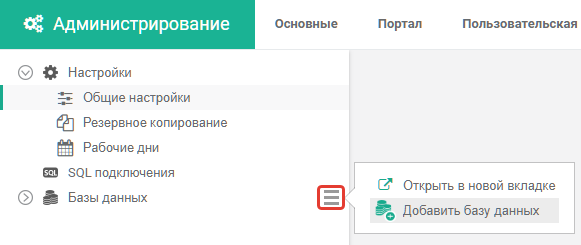 Администрирование
Основные Портал Пользовательская
Настройки
Общие настройки
Резервное копирование
Рабочие дни
SQL SQL подключения
Базы данных
Открыть в новой вкладке
Добавить базу данных